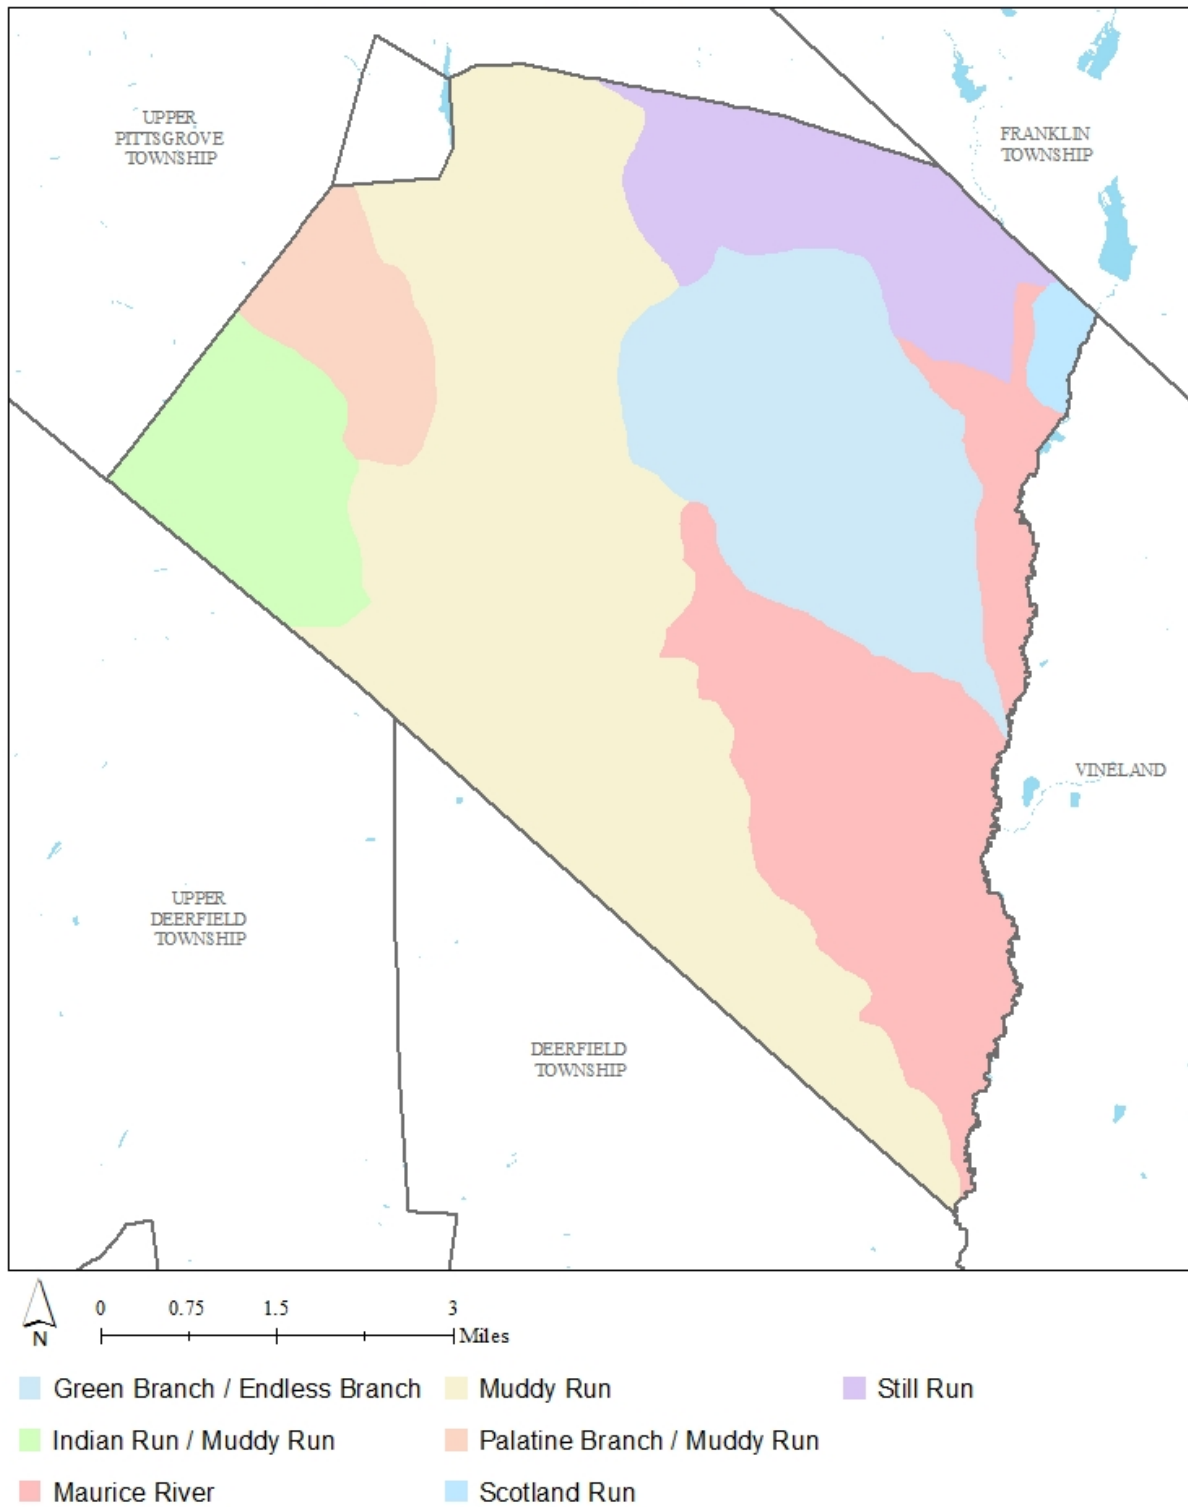 UPPER
PITTSGROVE
TOWNSHIP
FRANKLIN
TOWNSHIP
VINELAND
UPPER
DEERFIELD
TOWNSHIP
DEERFIELD
TOWNSHIP
N
0 0.75 1.5 3
Miles
Green Branch / Endless Branch
Muddy Run
Still Run
Indian Run / Muddy Run
Palatine Branch / Muddy Run
Maurice River
Scotland Run